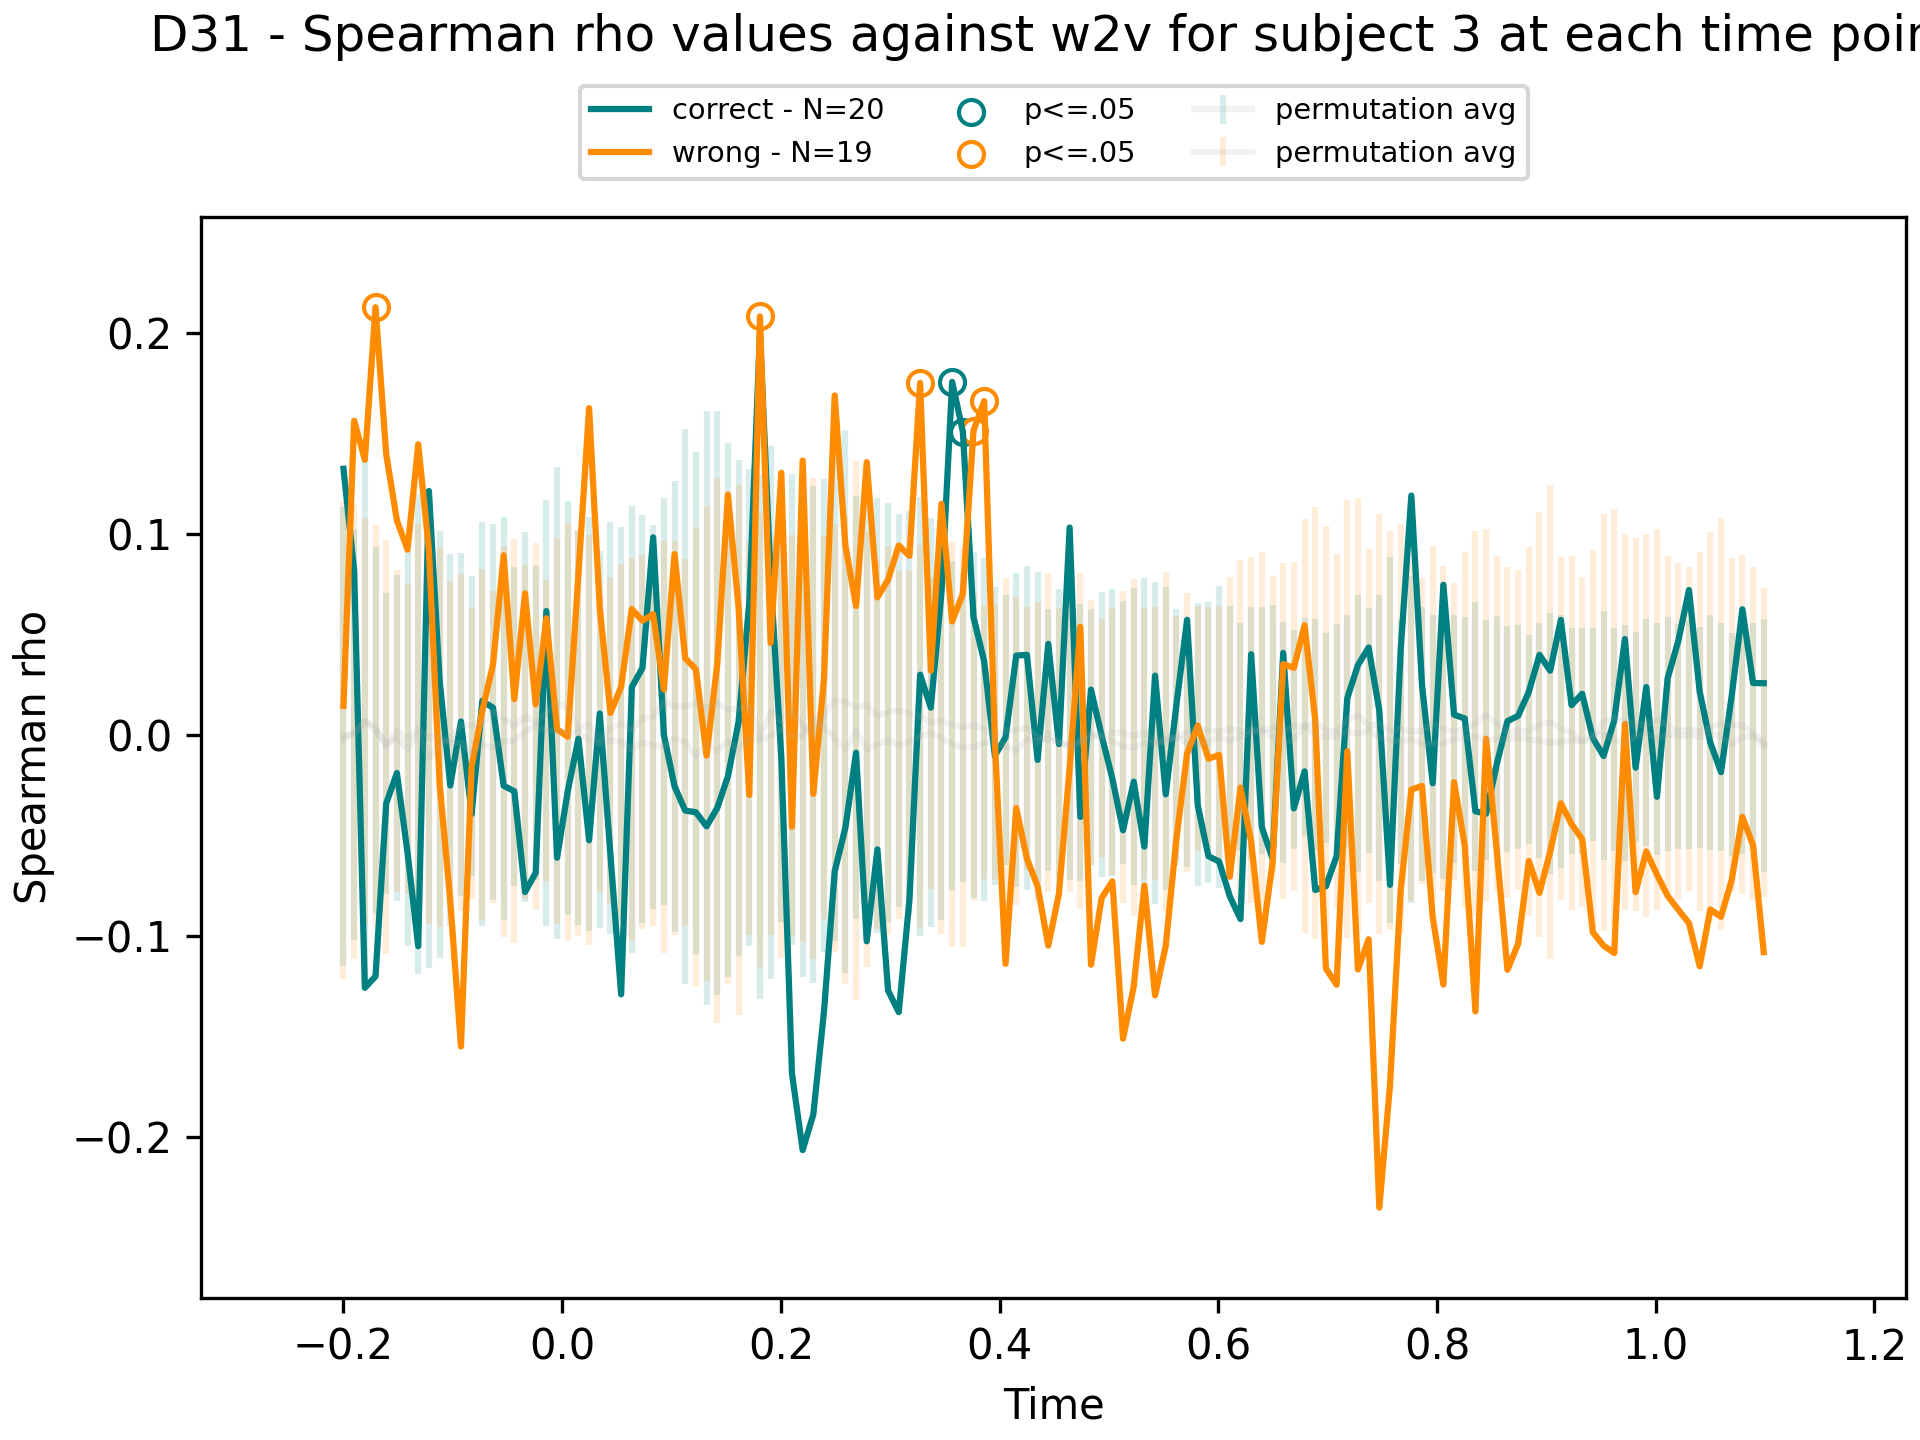 D31 - Spearman rho values against w2v for subject 3 at each time poi
correct - N=20
wrong - N=19
p<=.05
p<=.05
permutation avg
permutation avg
Spearman rho
0.2
0.1
0.0
−0.1
−0.2
−0.2 0.0 0.2 0.4 0.6 0.8 1.0 1.2
Time